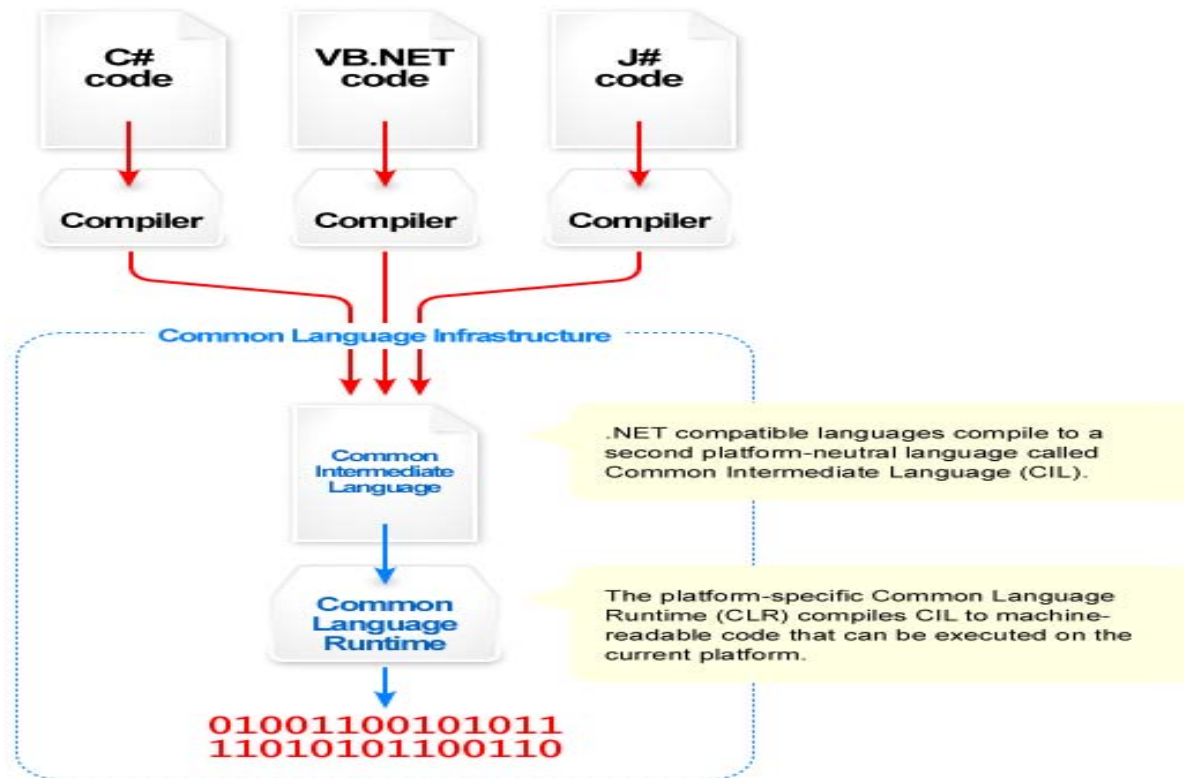 C#
code
VB.NET
code
J#
code
Compiler
Compiler
Compiler
Common Language Infrastructure
Common
Intermediate
Language
.NET compatible languages compile to a
second platform-neutral language called
Common Intermediate Language (CIL).
Common
Language
Runtime
The platform-specific Common Language
Runtime (CLR) compiles CIL to machine-
readable code that can be executed on the
current platform.
01001100101011
11010101100110